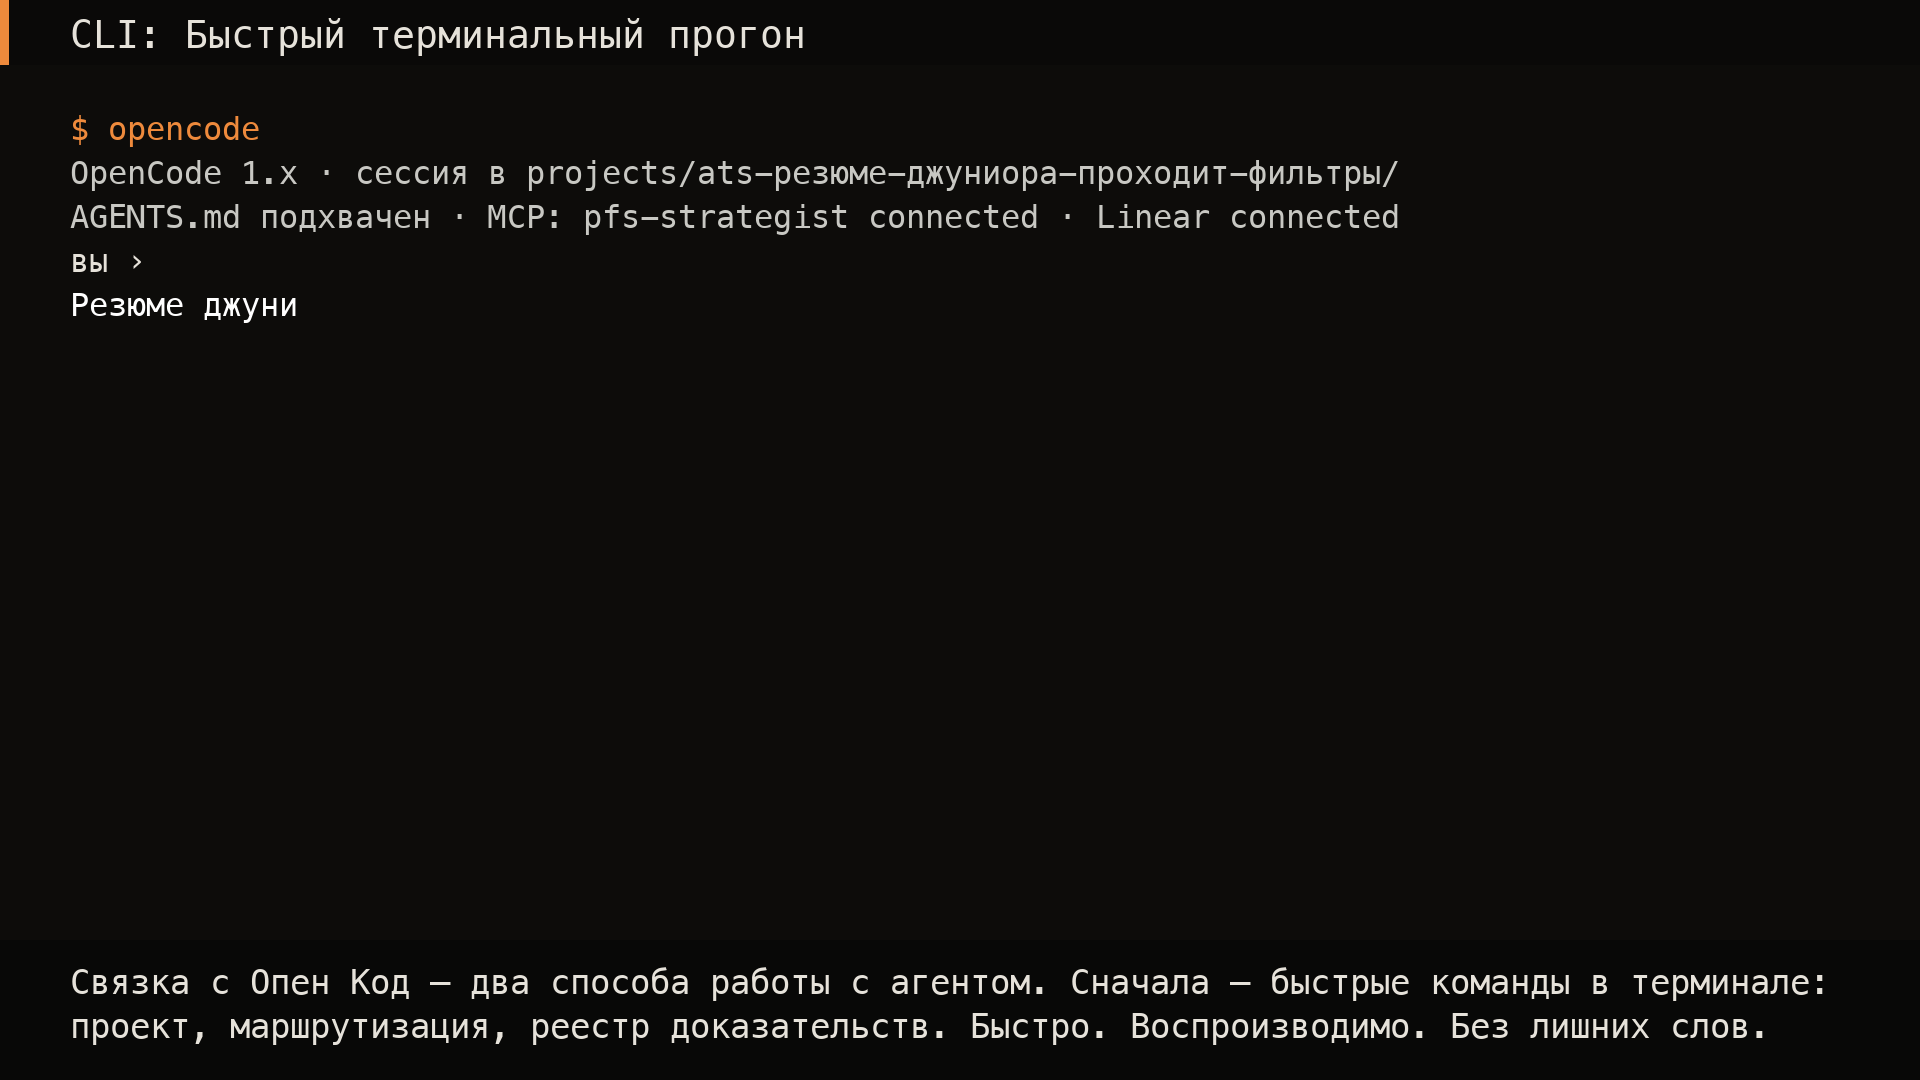 CLI: Быстрый терминальный прогон
$ opencode
OpenCode 1.x · сессия в projects/ats-резюме-джуниора-проходит-фильтры/
AGENTS.md подхвачен · MCP: pfs-strategist connected · Linear connected
вы ›
Резюме джуни
Связка с Опен Код — два способа работы с агентом. Сначала — быстрые команды в терминале:
проект, маршрутизация, реестр доказательств. Быстро. Воспроизводимо. Без лишних слов.